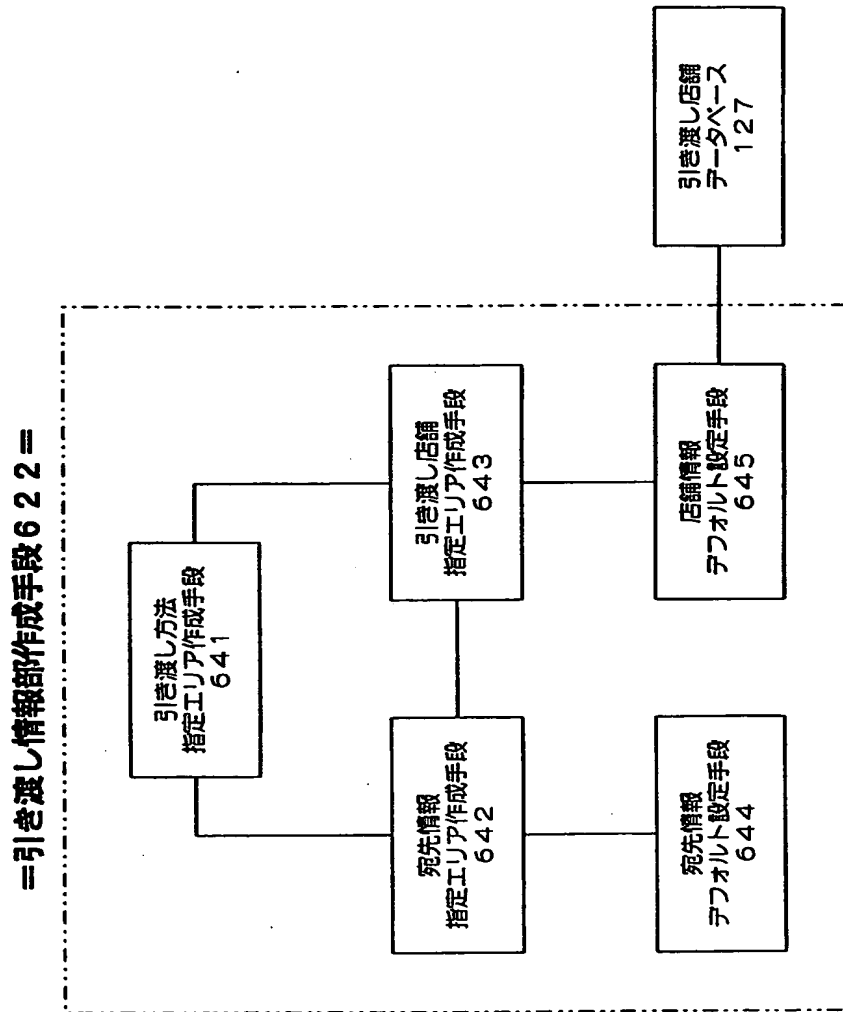 =引き渡し情報部作成手段622=
引き渡し方法
指定エリア作成手段
641
宛先情報
指定エリア作成手段
642
引き渡し店舗
指定エリア作成手段
643
宛先情報
デフォルト設定手段
644
店舗情報
デフォルト設定手段
645
引き渡し店舗
データベース
127